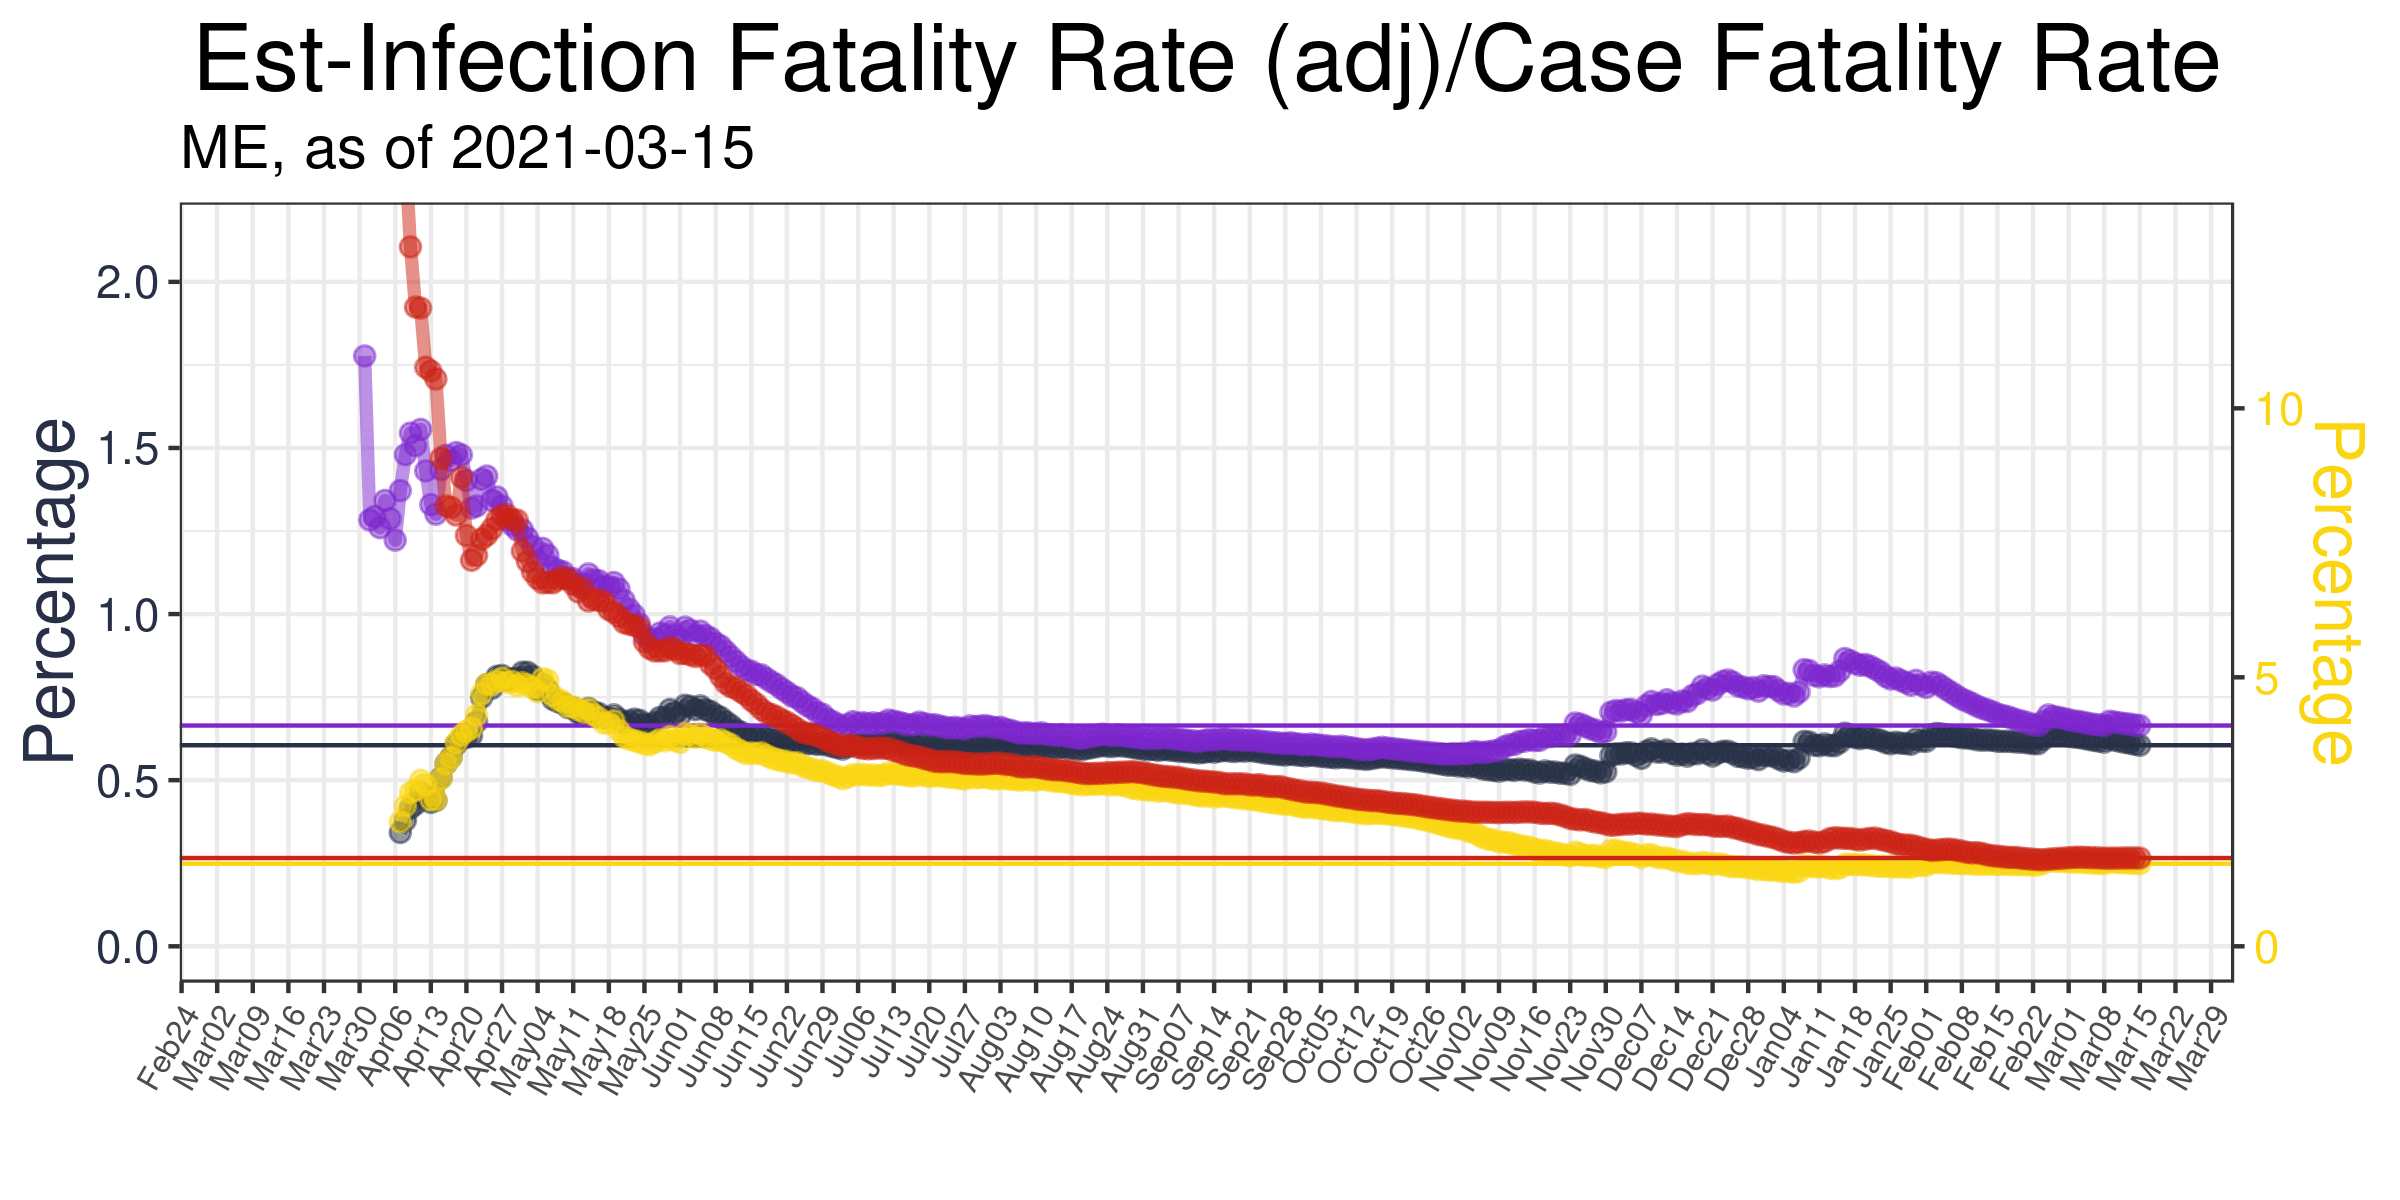 Est-Infection Fatality Rate (adj)/Case Fatality Rate
ME, as of 2021-03-15
Percentage
2.0
1.5
1.0
0.5
0.0
10
5
0
Percentage
Feb24
Mar02
Mar09
Mar16
Mar23
Mar30
Apr06
Apr13
Apr20
Apr27
May04
May11
May18
May25
Jun01
Jun08
Jun15
Jun22
Jun29
Jul06
Jul13
Jul20
Jul27
Aug03
Aug10
Aug17
Aug24
Aug31
Sep07
Sep14
Sep21
Sep28
Oct05
Oct12
Oct19
Oct26
Nov02
Nov09
Nov16
Nov23
Nov30
Dec07
Dec14
Dec21
Dec28
Jan04
Jan11
Jan18
Jan25
Feb01
Feb08
Feb15
Feb22
Mar01
Mar08
Mar15
Mar22
Mar29